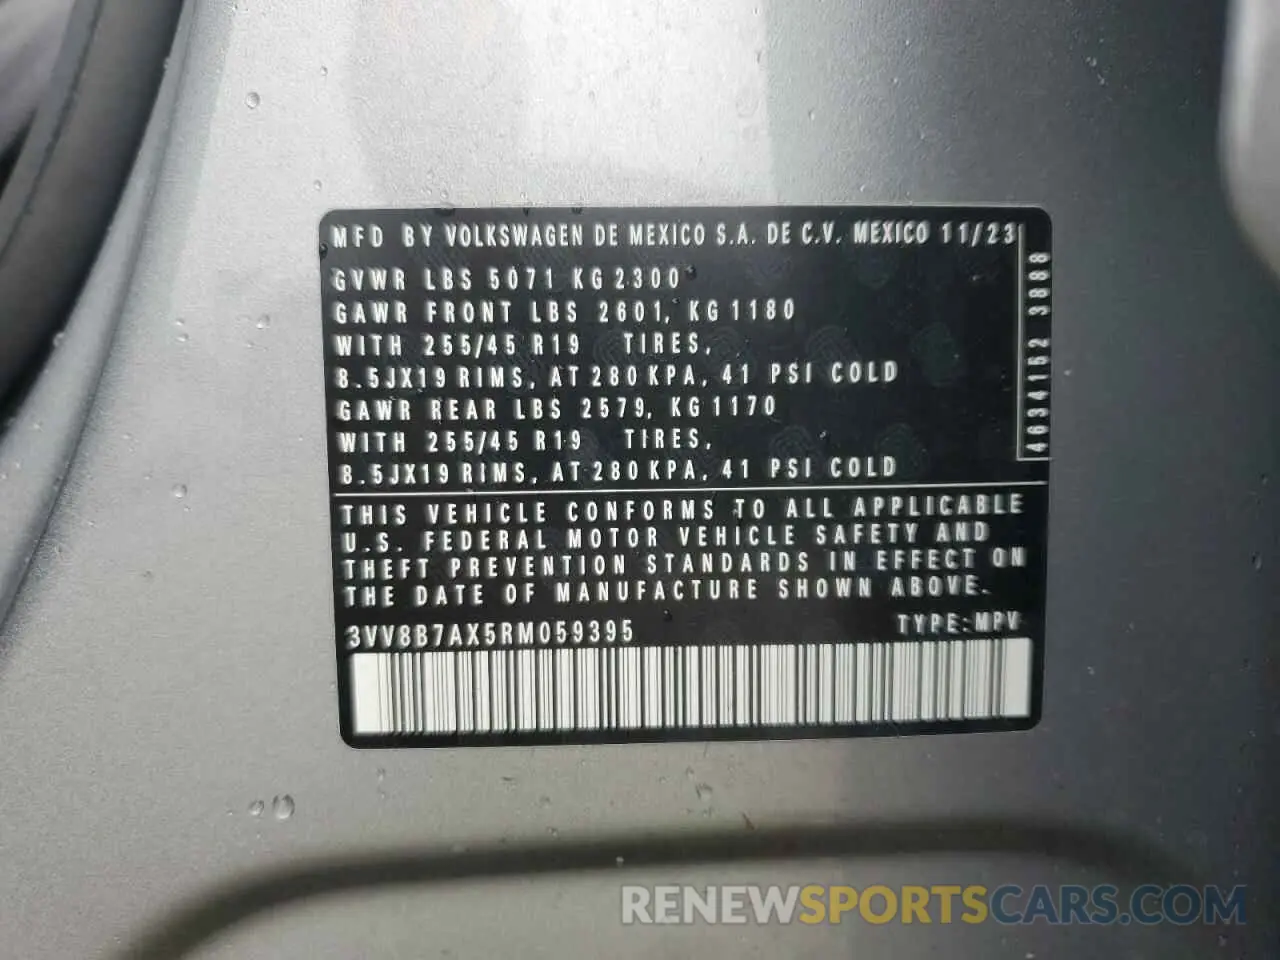 MFD BY VOLKSWAGEN DE MEXICO S.A. DE C.V. MEXICO 11/23
GVWR LBS 5071 KG 2300
GAWR FRONT LBS 2601, KG 1180
WITH 255/45 R19 TIRES,
8.5JX19 RIMS, AT 280 KPA, 41 PSI COLD
GAWR REAR LBS 2579, KG 1170
WITH 255/45 R19 TIRES,
8.5JX19 RIMS, AT 280 KPA, 41 PSI COLD
4634152 3888
THIS VEHICLE CONFORMS TO ALL APPLICABLE
U.S. FEDERAL MOTOR VEHICLE SAFETY AND
THEFT PREVENTION STANDARDS IN EFFECT ON
THE DATE OF MANUFACTURE SHOWN ABOVE.
3VV8B7AX5RM059395 TYPE: MPV
RENEWSPORTSCARS.COM